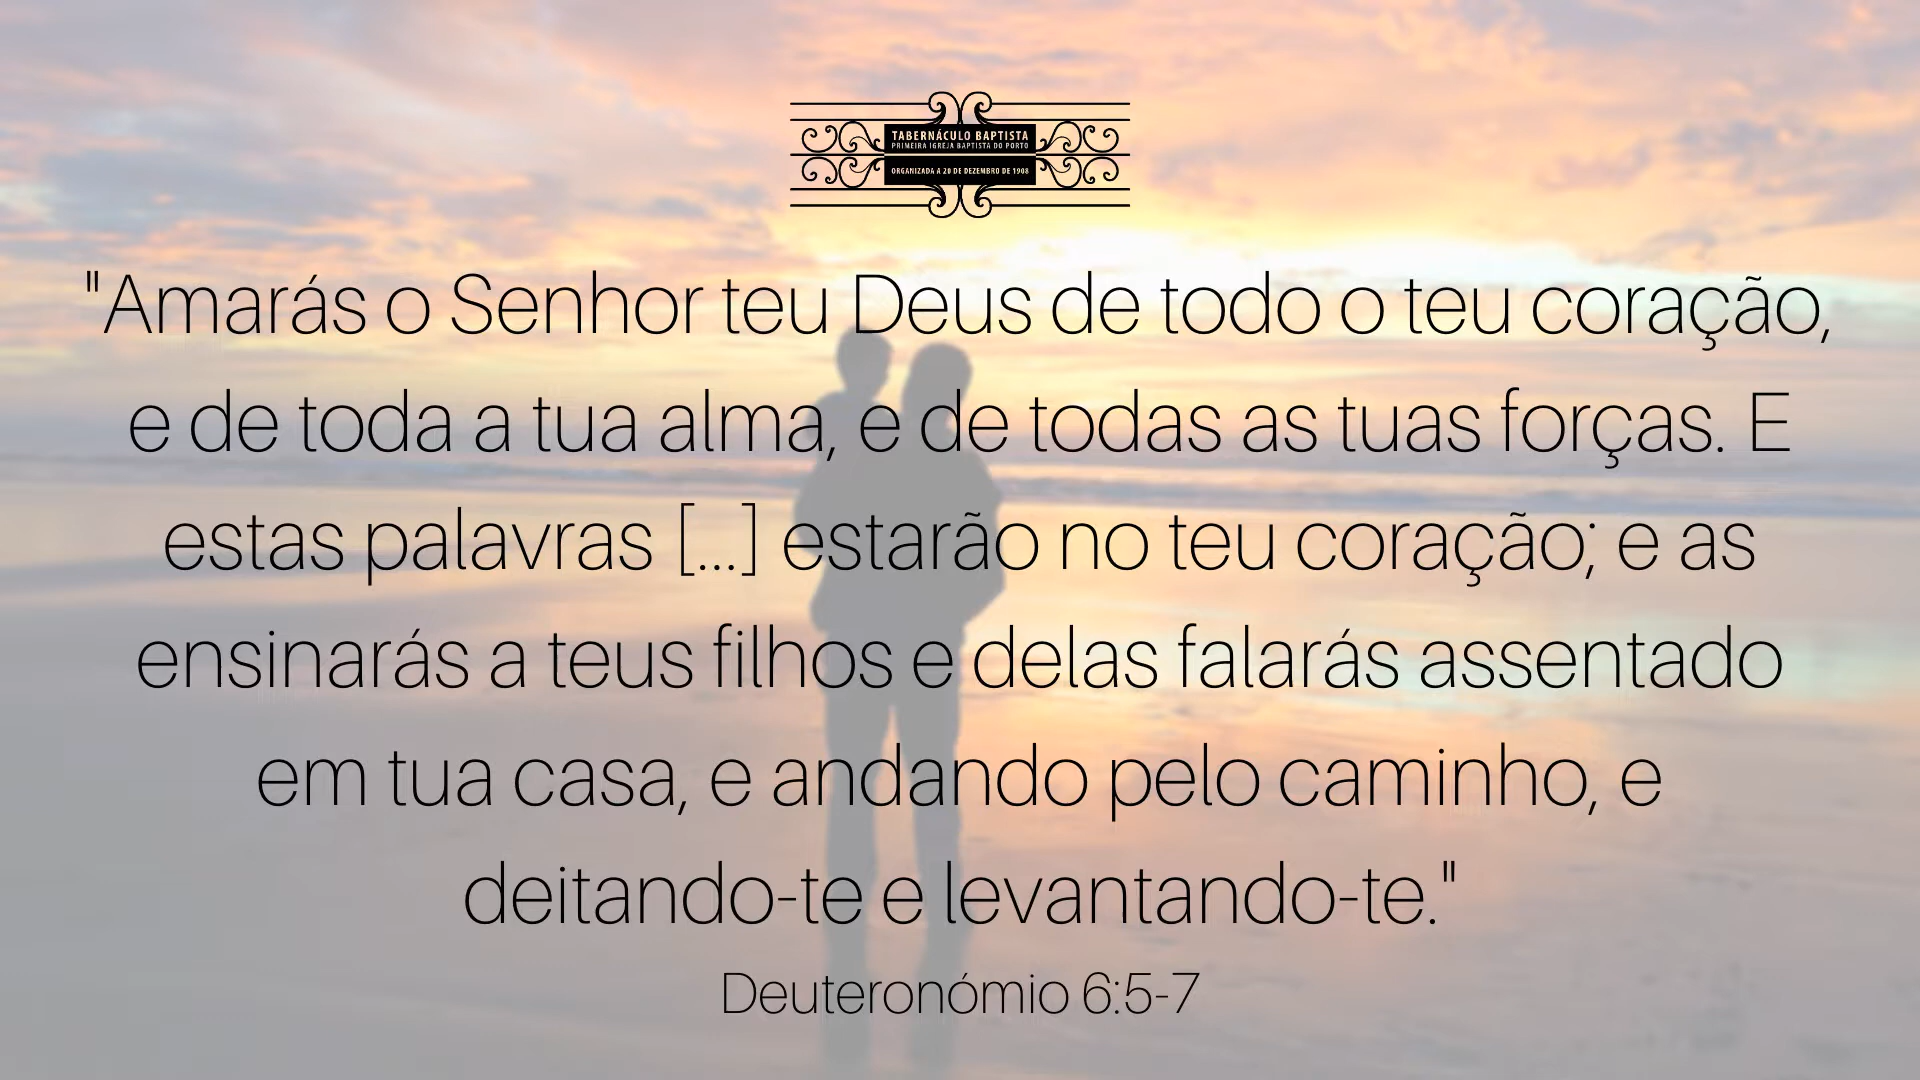 TABERNÁCULO BAPTISTA
PRIMEIRA IGREJA BAPTISTA DO PORTO
ORGANIZADA A 20 DE DEZEMBRO DE 1908
"Amarás o Senhor teu Deus de todo o teu coração,
e de toda a tua alma, e de todas as tuas forças. E
estas palavras [...] estarão no teu coração; e as
ensinarás a teus filhos e delas falarás assentado
em tua casa, e andando pelo caminho, e
deitando-te e levantando-te."
Deuteronómio 6:5-7